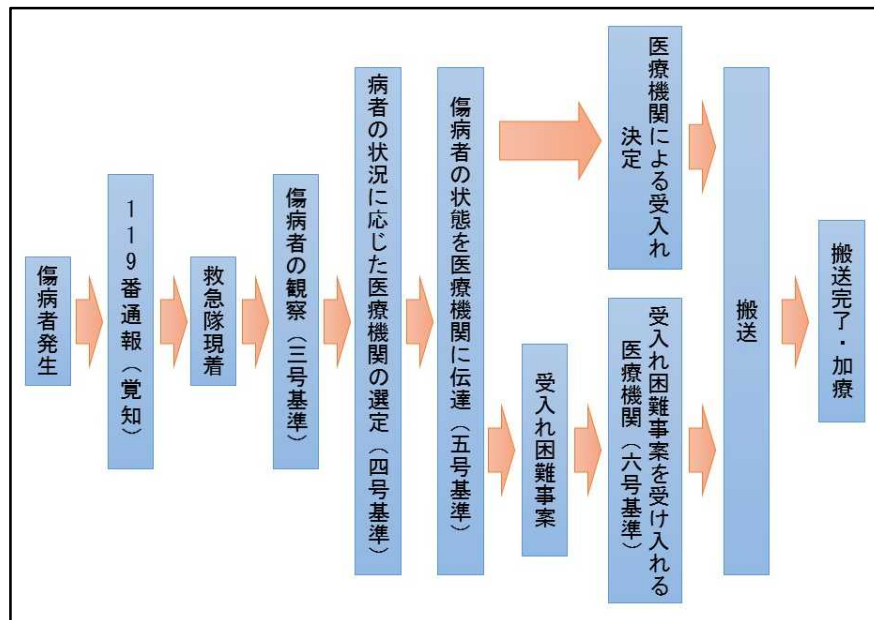 傷病者発生
119番通報（覚知）
救急隊現着
傷病者の観察（三号基準）
病者の状況に応じた医療機関の選定（四号基準）
傷病者の状態を医療機関に伝達（五号基準）
医療機関による受入れ
決定
受入れ困難事案
受入れ困難事案を受け入れる
医療機関（六号基準）
搬送
搬送完了・加療